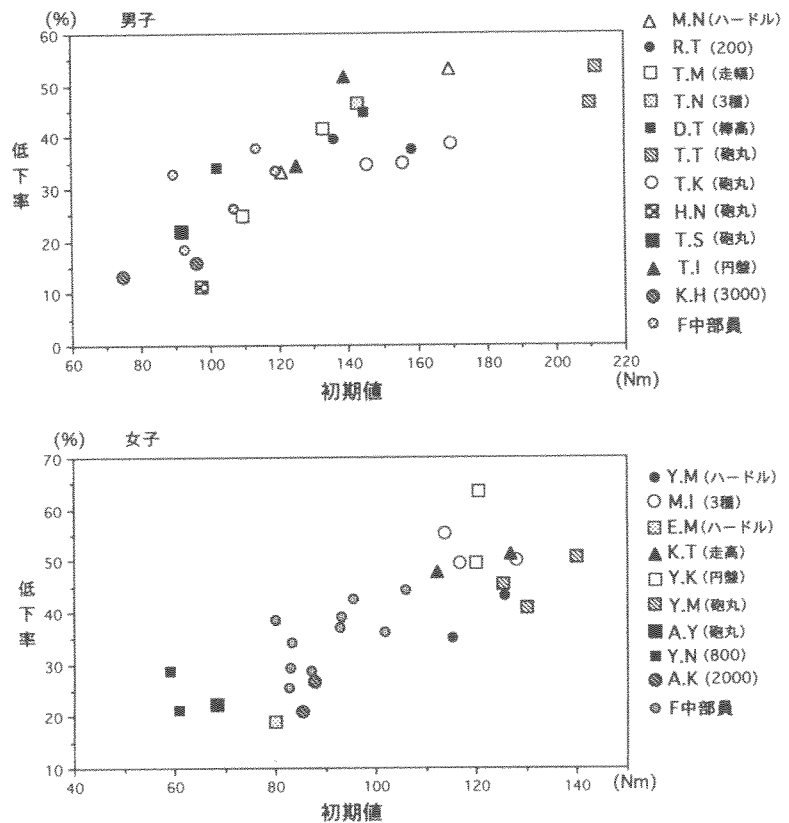 (%) 男子
60
50
40
30
20
10
0
低下率
60 80 100 120 140 160 180 200 220
(Nm)
初期値
M.N (ハードル)
R.T (200)
T.M (走幅)
T.N (3種)
D.T (棒高)
T.T (砲丸)
T.K (砲丸)
H.N (砲丸)
T.S (砲丸)
T.I (円盤)
K.H (3000)
F中部員
(%) 女子
70
60
50
40
30
20
10
低下率
40 60 80 100 120 140 (Nm)
初期値
Y.M (ハードル)
M.I (3種)
E.M (ハードル)
K.T (走高)
Y.K (円盤)
Y.M (砲丸)
A.Y (砲丸)
Y.N (800)
A.K (2000)
F中部員